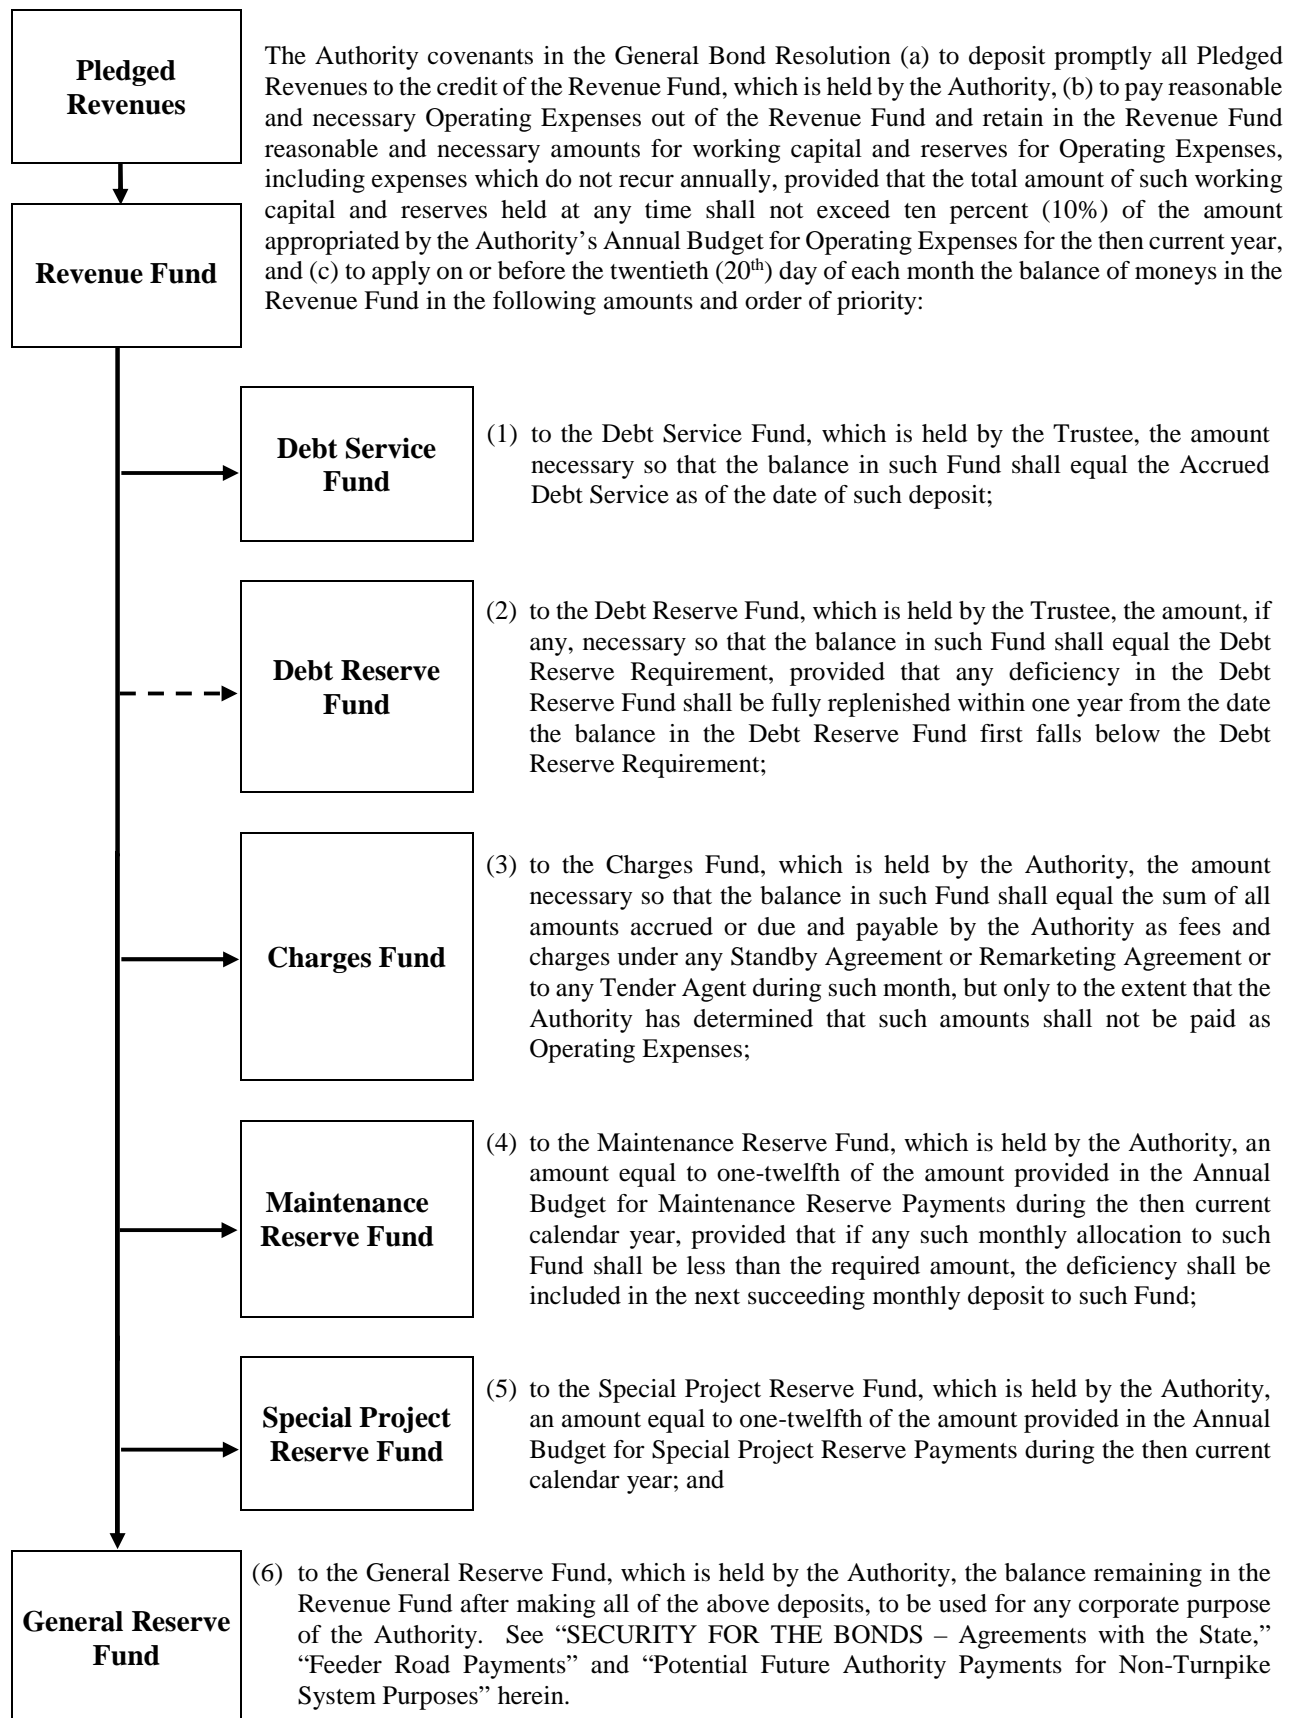 Pledged
Revenues
The Authority covenants in the General Bond Resolution (a) to deposit promptly all Pledged
Revenues to the credit of the Revenue Fund, which is held by the Authority, (b) to pay reasonable
and necessary Operating Expenses out of the Revenue Fund and retain in the Revenue Fund
reasonable and necessary amounts for working capital and reserves for Operating Expenses,
including expenses which do not recur annually, provided that the total amount of such working
capital and reserves held at any time shall not exceed ten percent (10%) of the amount
appropriated by the Authority’s Annual Budget for Operating Expenses for the then current year,
and (c) to apply on or before the twentieth (20th) day of each month the balance of moneys in the
Revenue Fund in the following amounts and order of priority:
Revenue Fund
Debt Service
Fund
(1) to the Debt Service Fund, which is held by the Trustee, the amount
necessary so that the balance in such Fund shall equal the Accrued
Debt Service as of the date of such deposit;
Debt Reserve
Fund
(2) to the Debt Reserve Fund, which is held by the Trustee, the amount, if
any, necessary so that the balance in such Fund shall equal the Debt
Reserve Requirement, provided that any deficiency in the Debt
Reserve Fund shall be fully replenished within one year from the date
the balance in the Debt Reserve Fund first falls below the Debt
Reserve Requirement;
Charges Fund
(3) to the Charges Fund, which is held by the Authority, the amount
necessary so that the balance in such Fund shall equal the sum of all
amounts accrued or due and payable by the Authority as fees and
charges under any Standby Agreement or Remarketing Agreement or
to any Tender Agent during such month, but only to the extent that the
Authority has determined that such amounts shall not be paid as
Operating Expenses;
Maintenance
Reserve Fund
(4) to the Maintenance Reserve Fund, which is held by the Authority, an
amount equal to one-twelfth of the amount provided in the Annual
Budget for Maintenance Reserve Payments during the then current
calendar year, provided that if any such monthly allocation to such
Fund shall be less than the required amount, the deficiency shall be
included in the next succeeding monthly deposit to such Fund;
Special Project
Reserve Fund
(5) to the Special Project Reserve Fund, which is held by the Authority,
an amount equal to one-twelfth of the amount provided in the Annual
Budget for Special Project Reserve Payments during the then current
calendar year; and
General Reserve
Fund
(6) to the General Reserve Fund, which is held by the Authority, the balance remaining in the
Revenue Fund after making all of the above deposits, to be used for any corporate purpose
of the Authority. See “SECURITY FOR THE BONDS – Agreements with the State,”
“Feeder Road Payments” and “Potential Future Authority Payments for Non-Turnpike
System Purposes” herein.